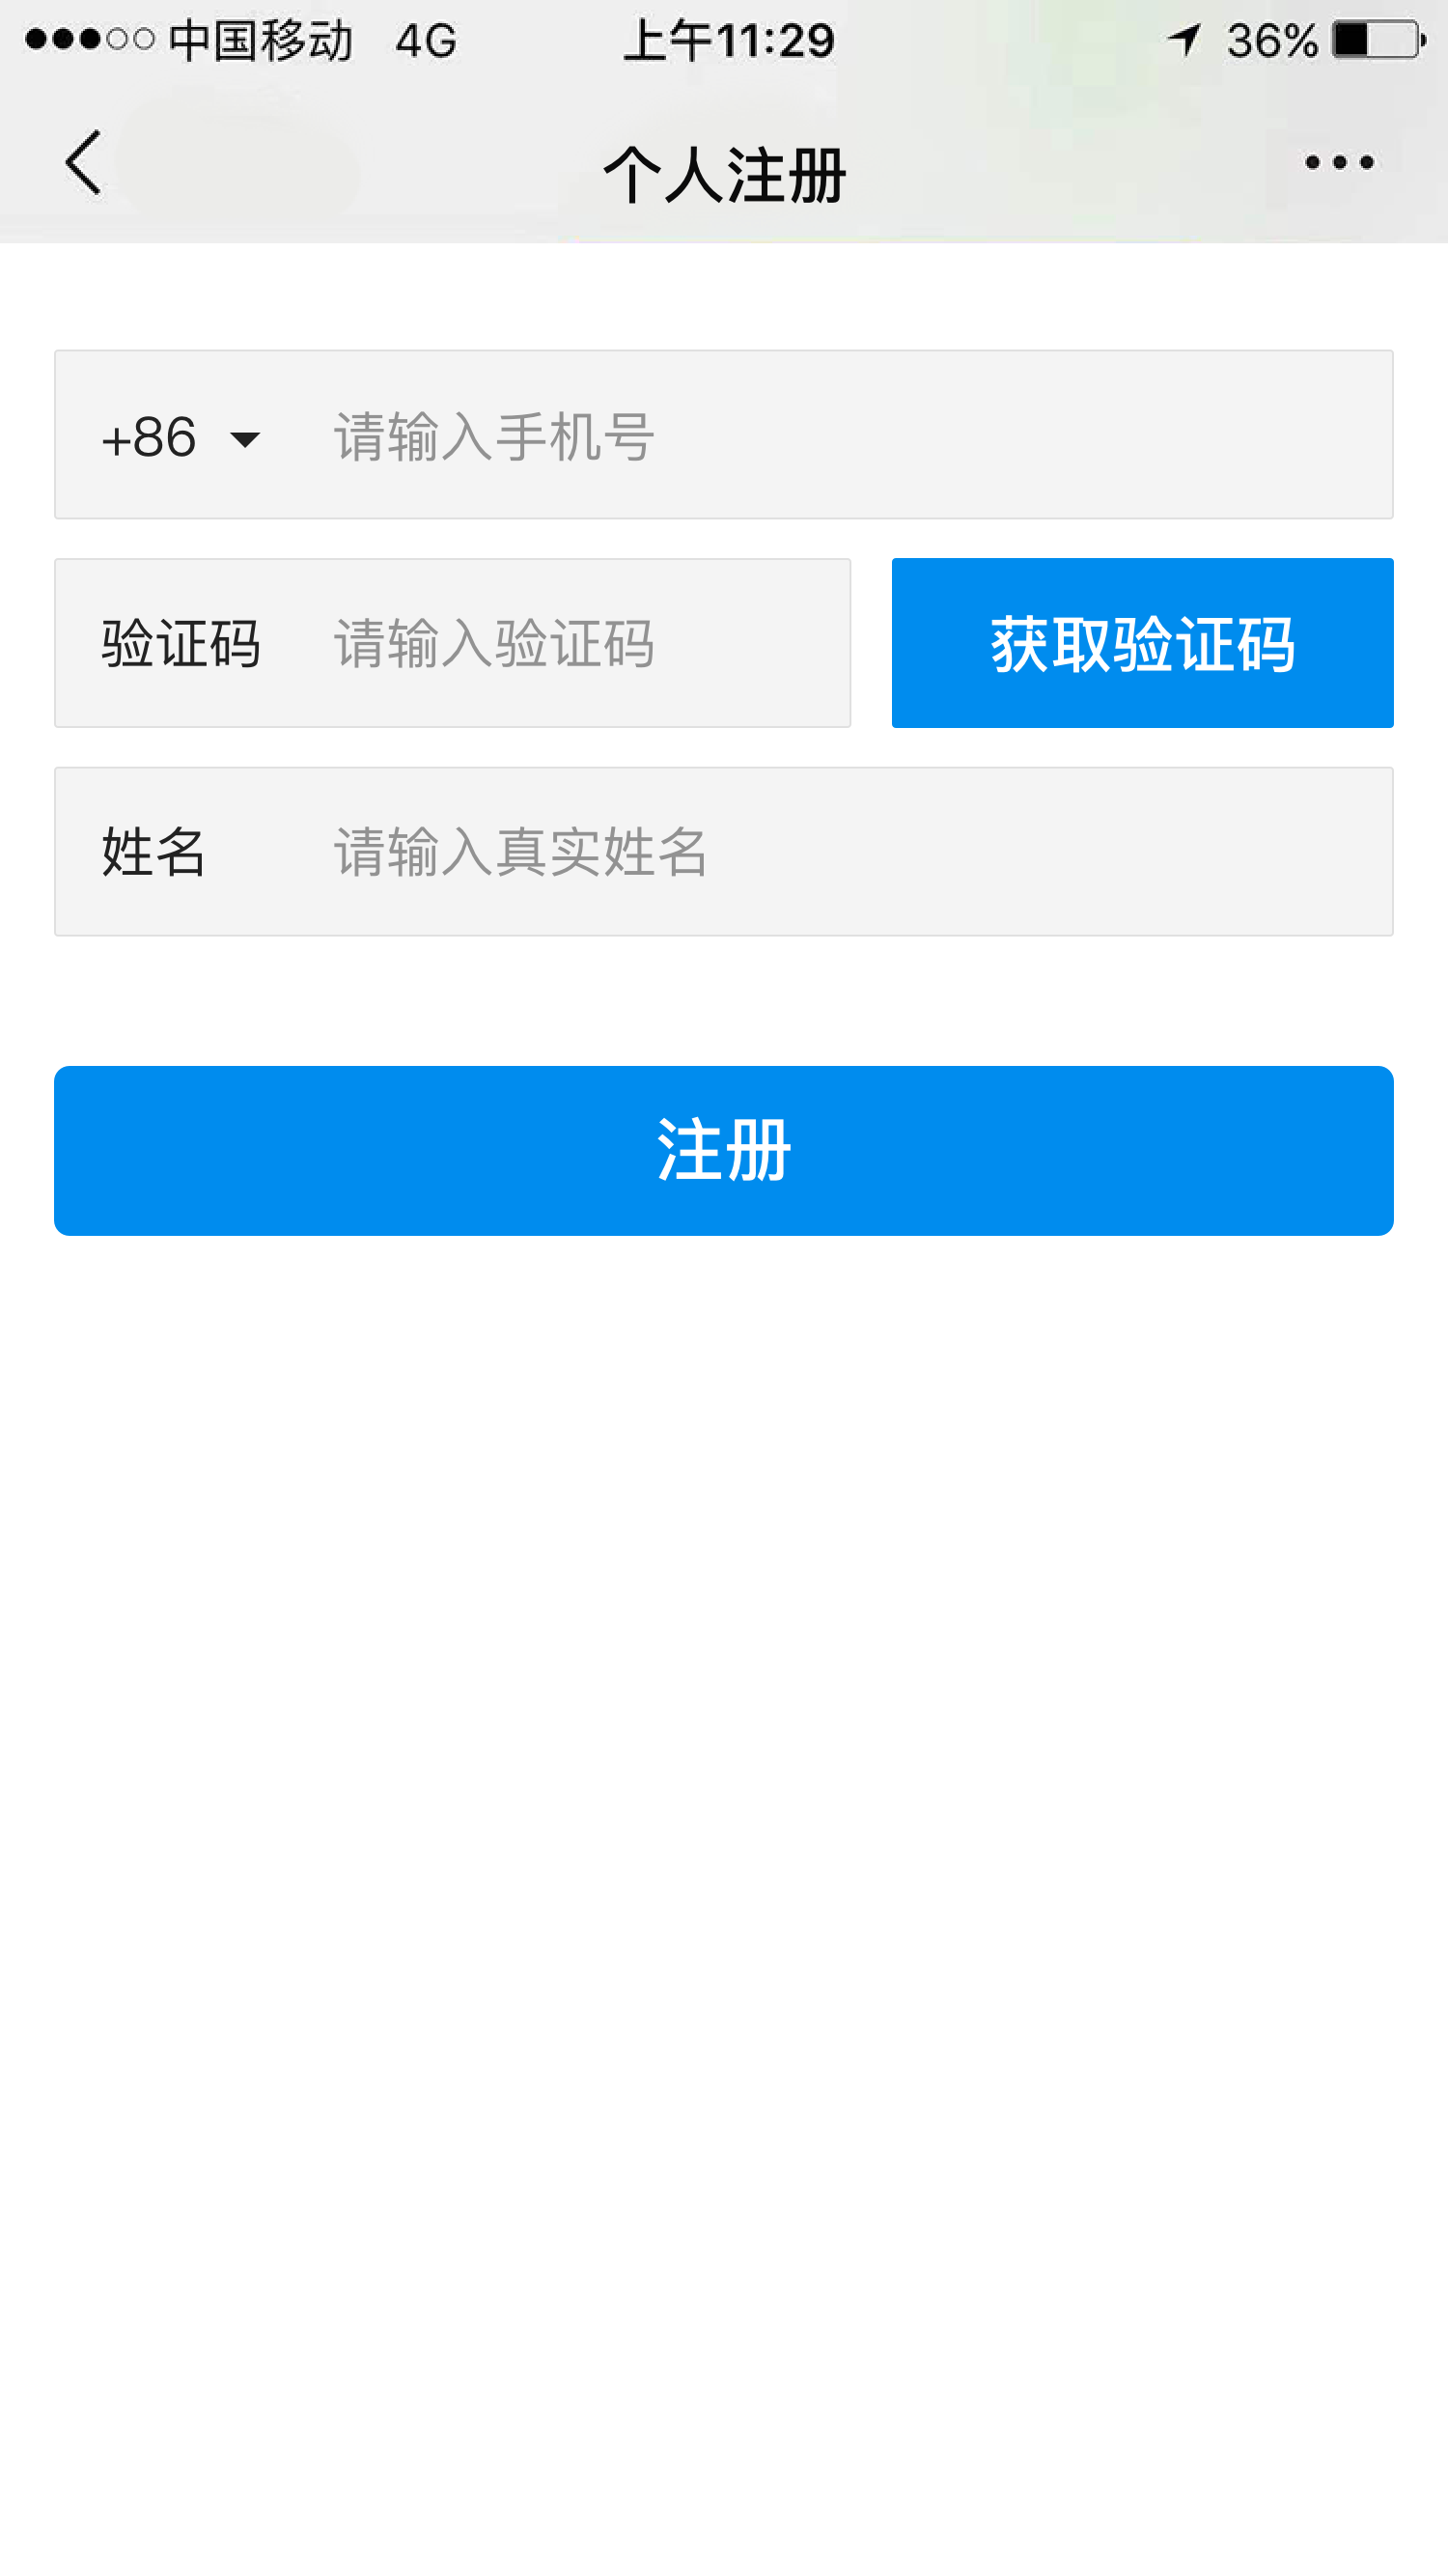 中国移动 4G 上午11:29 36%
个人注册
+86 请输入手机号
验证码 请输入验证码 获取验证码
姓名 请输入真实姓名
注册